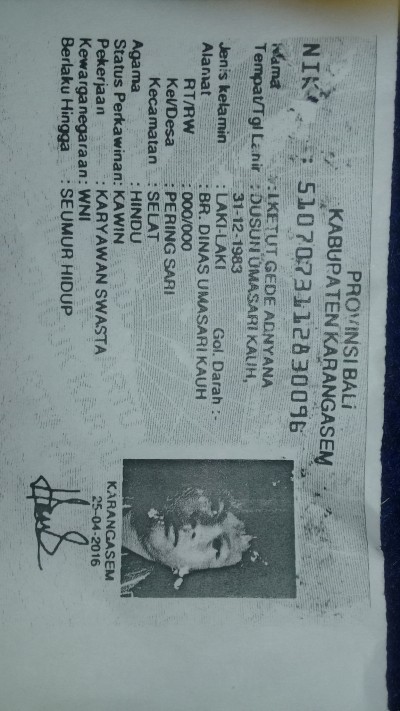 PROVINSI BALI
KABUPATEN KARANGASEM
NIK : 5107073112830096
Nama : I KETUT GEDE ADNYANA
Tempat/Tgl Lahir : DUSUN UMASARI KAUH,
31-12-1983
Jenis kelamin : LAKI-LAKI Gol. Darah :-
Alamat : BR. DINAS UMASARI KAUH
RT/RW : 000/000
Kel/Desa : PERING SARI
Kecamatan : SELAT
Agama : HINDU
Status Perkawinan: KAWIN
Pekerjaan : KARYAWAN SWASTA
Kewarganegaraan : WNI
Berlaku Hingga : SEUMUR HIDUP
KARANGASEM
25-04-2016